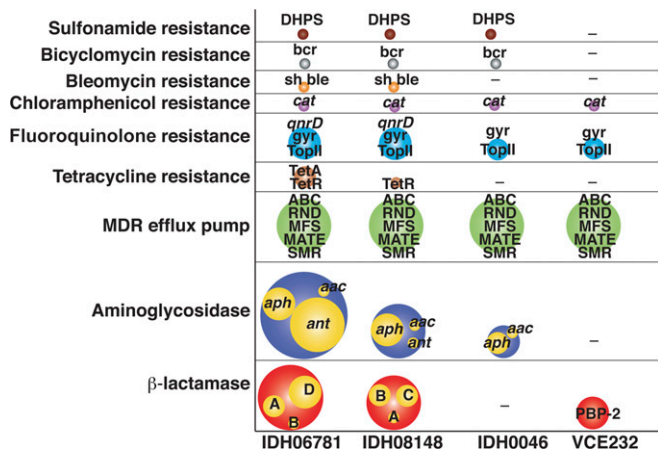 Sulfonamide resistance DHPS DHPS DHPS –
Bicyclomycin resistance bcr bcr bcr –
Bleomycin resistance sh ble sh ble – –
Chloramphenicol resistance cat cat cat cat
qnrD qnrD
Fluoroquinolone resistance gyr gyr gyr gyr
TopII TopII TopII TopII
TetA
Tetracycline resistance TetR TetR – –
ABC ABC ABC ABC
RND RND RND RND
MDR efflux pump MFS MFS MFS MFS
MATE MATE MATE MATE
SMR SMR SMR SMR
Aminoglycosidase aph aac ant aph aac ant aph aac –
β-lactamase A D B B C A – PBP-2
IDH06781 IDH08148 IDH0046 VCE232